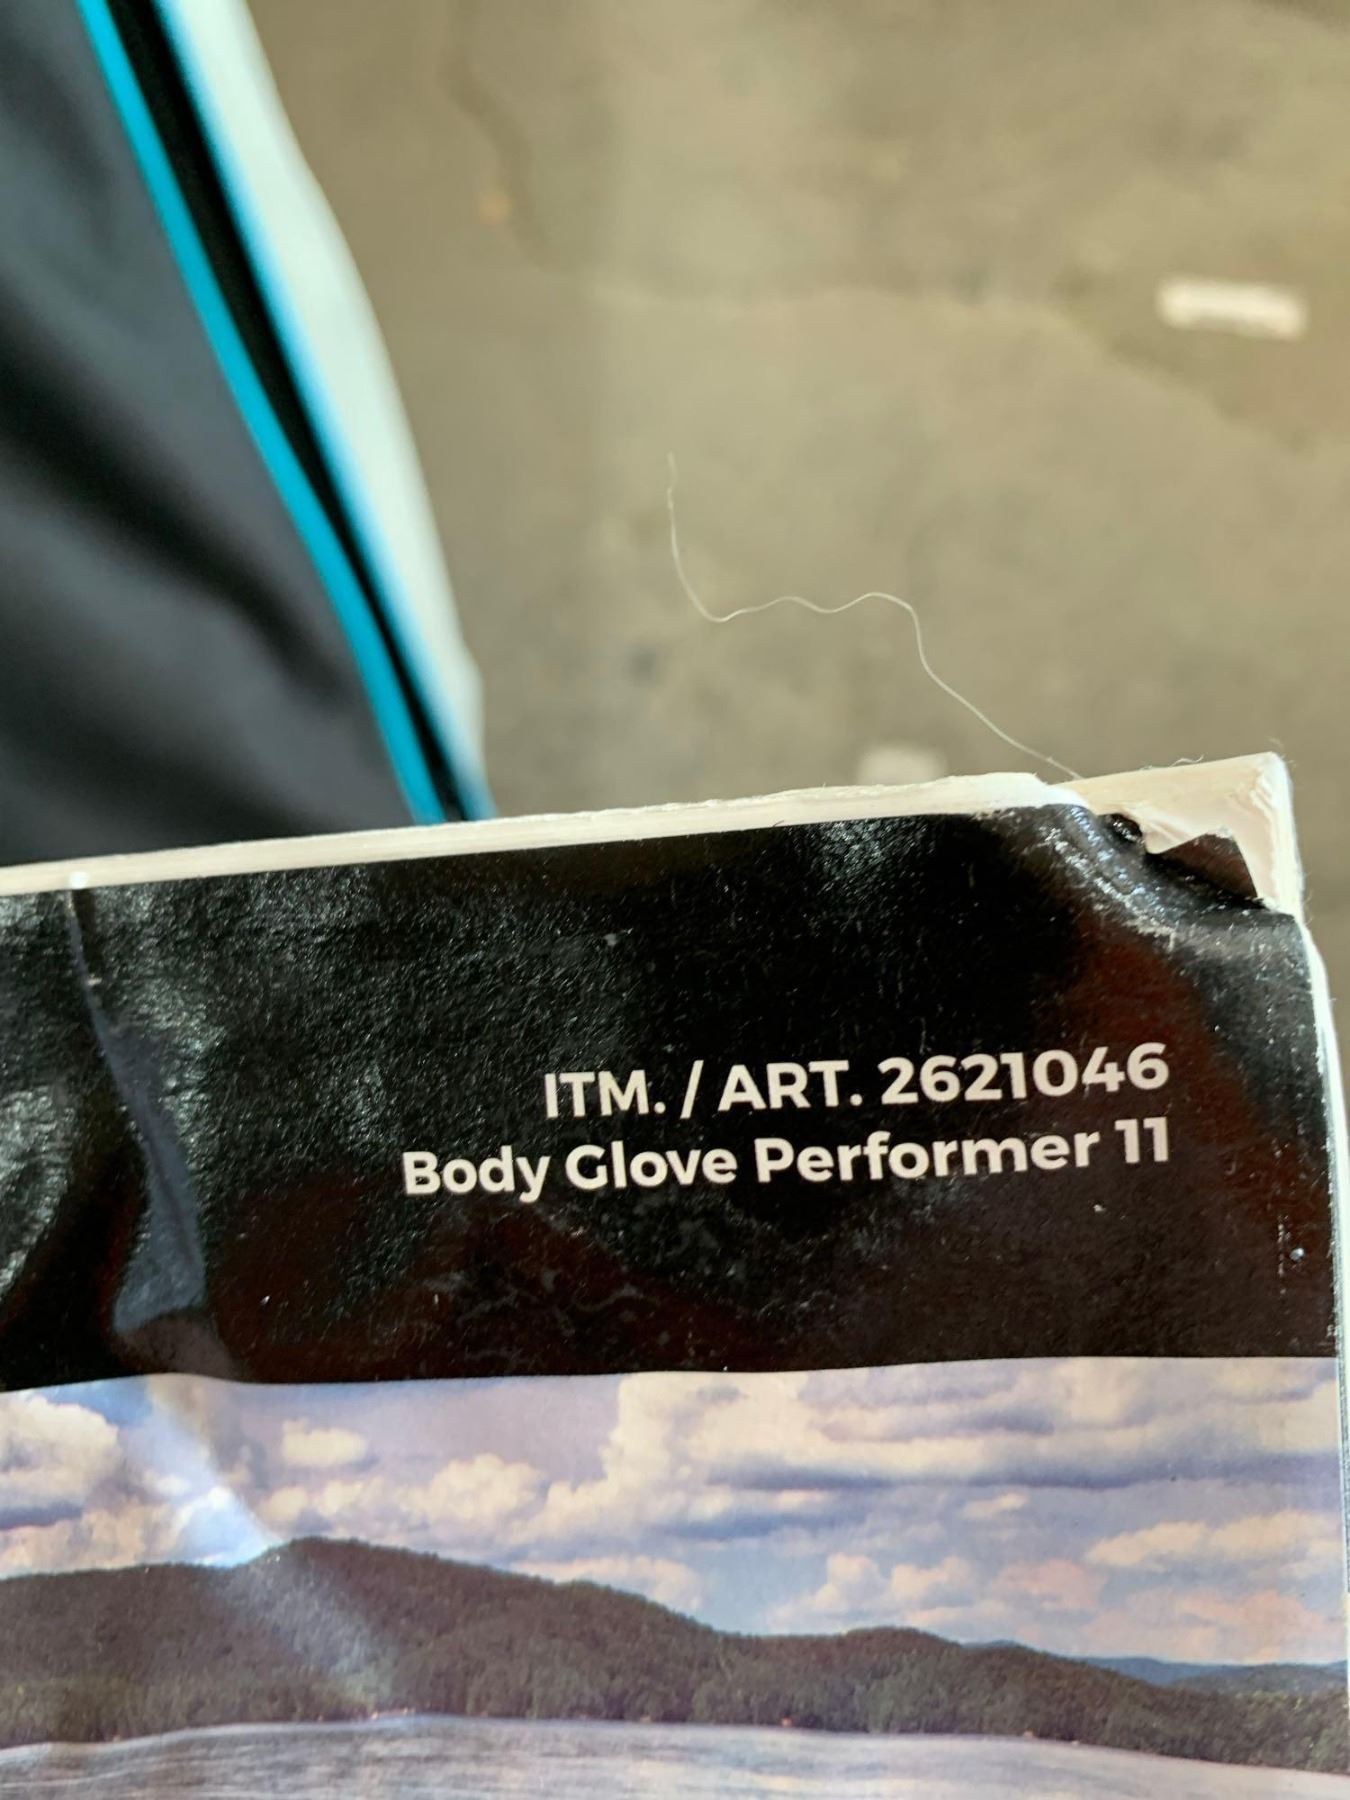 ITM. / ART. 2621046
Body Glove Performer 11